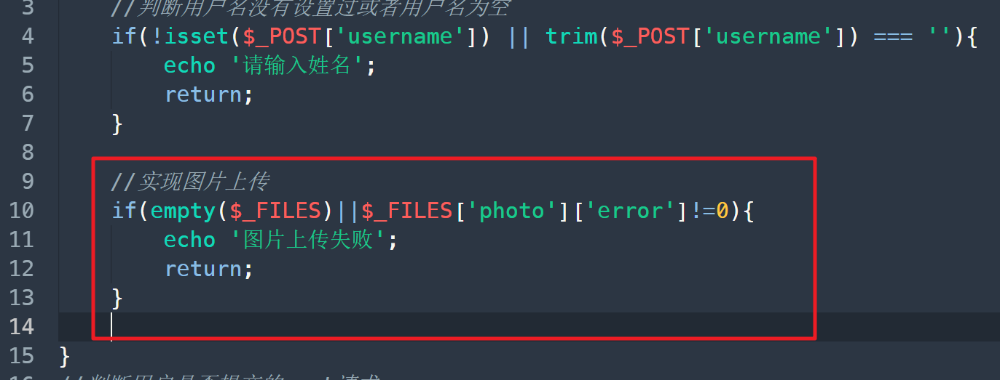 3 //判断用户名没有设置过或者用户名为空
4 if(!isset($_POST['username']) || trim($_POST['username']) === ''){
5 echo '请输入姓名';
6 return;
7 }
8
9 //实现图片上传
10 if(empty($_FILES)||$_FILES['photo']['error']!=0){
11 echo '图片上传失败';
12 return;
13 }
14
15 }